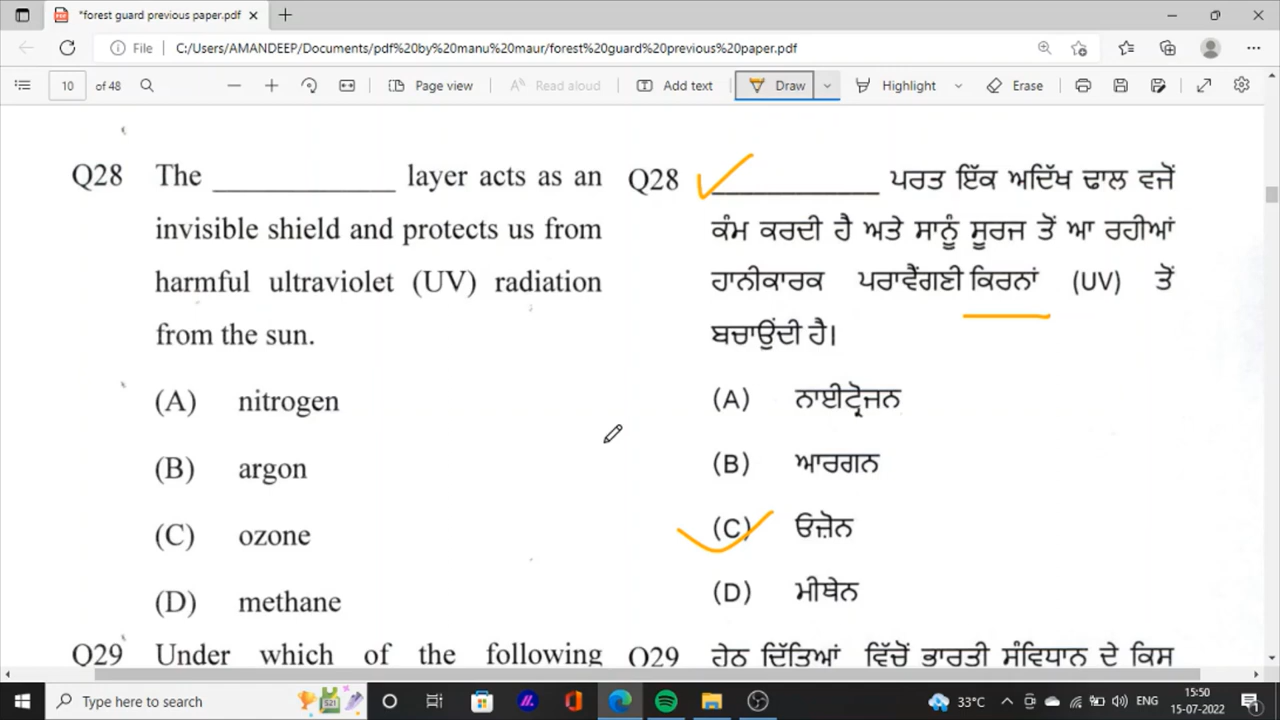 *forest guard previous paper.pdf
File C:/Users/AMANDEEP/Documents/pdf%20by%20manu%20maur/forest%20guard%20previous%20paper.pdf
10 of 48 Page view Read aloud Add text Draw Highlight Erase
Q28 The ____________ layer acts as an
invisible shield and protects us from
harmful ultraviolet (UV) radiation
from the sun.
(A) nitrogen
(B) argon
(C) ozone
(D) methane
Q29 Under which of the following
Q28 ____________ ਪਰਤ ਇੱਕ ਅਦਿੱਖ ਢਾਲ ਵਜੋਂ
ਕੰਮ ਕਰਦੀ ਹੈ ਅਤੇ ਸਾਨੂੰ ਸੂਰਜ ਤੋਂ ਆ ਰਹੀਆਂ
ਹਾਨੀਕਾਰਕ ਪਰਾਵੈਂਗਣੀ ਕਿਰਨਾਂ (UV) ਤੋਂ
ਬਚਾਉਂਦੀ ਹੈ।
(A) ਨਾਈਟ੍ਰੋਜਨ
(B) ਆਰਗਨ
(C) ਓਜ਼ੋਨ
(D) ਮੀਥੇਨ
Q29 ਹੇਠ ਦਿੱਤਿਆਂ ਵਿੱਚੋਂ ਭਾਰਤੀ ਸੰਵਿਧਾਨ ਦੇ ਕਿਸ
Type here to search
33°C ENG 15:50
15-07-2022